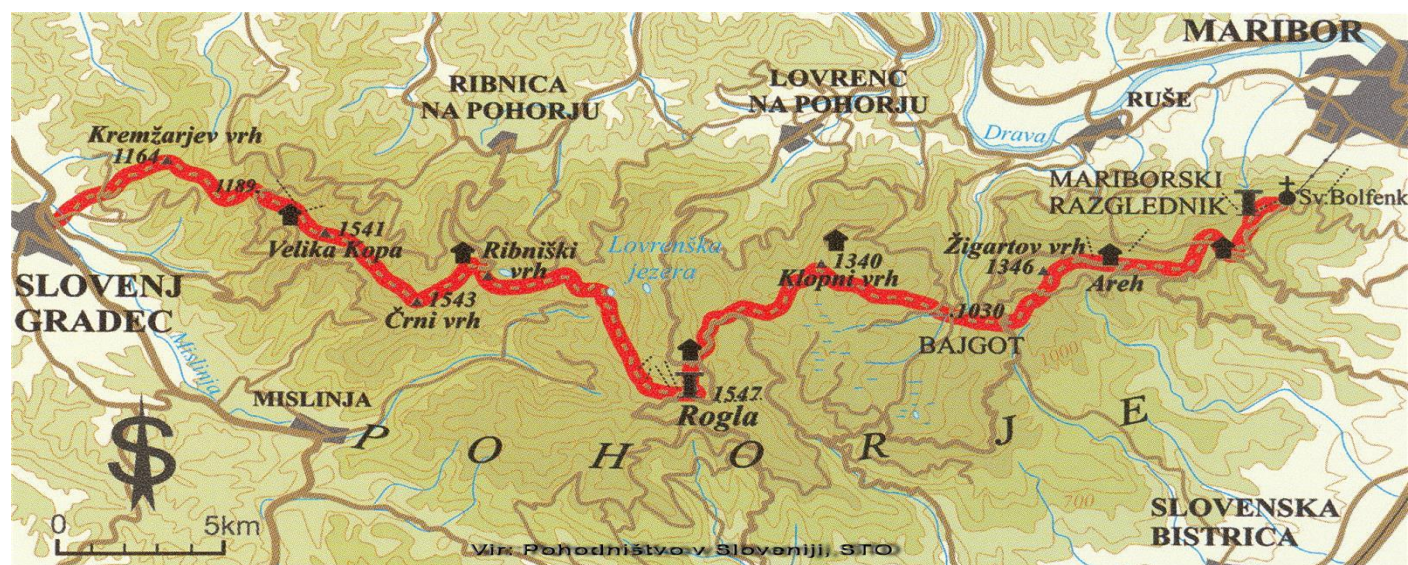 MARIBOR
RIBNICA
NA POHORJU
LOVRENC
NA POHORJU
RUŠE
Drava
Kremžarjev vrh
1164
1189
MARIBORSKI
RAZGLEDNIK
Sv.Bolfenk
1541
Velika Kopa
Ribniški
vrh
Lovrenška
jezera
1340
Klopni vrh
Žigartov vrh
1346
Areh
SLOVENJ
GRADEC
1543
Črni vrh
1030
BAJGOT
1000
Mislinja
MISLINJA
1547
Rogla
POHORJE
S
700
SLOVENSKA
BISTRICA
0 5km
Vir: Pohodništvo v Sloveniji, STO